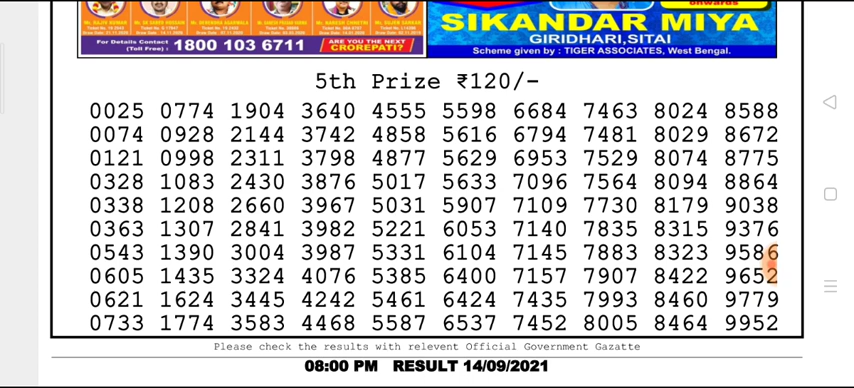 For Details Contact
(Toll Free) : 1800 103 6711
ARE YOU THE NEXT
CROREPATI?
onwards
SIKANDAR MIYA
GIRIDHARI,SITAI
Scheme given by : TIGER ASSOCIATES, West Bengal.
5th Prize ₹120/-
0025 0774 1904 3640 4555 5598 6684 7463 8024 8588
0074 0928 2144 3742 4858 5616 6794 7481 8029 8672
0121 0998 2311 3798 4877 5629 6953 7529 8074 8775
0328 1083 2430 3876 5017 5633 7096 7564 8094 8864
0338 1208 2660 3967 5031 5907 7109 7730 8179 9038
0363 1307 2841 3982 5221 6053 7140 7835 8315 9376
0543 1390 3004 3987 5331 6104 7145 7883 8323 9586
0605 1435 3324 4076 5385 6400 7157 7907 8422 9652
0621 1624 3445 4242 5461 6424 7435 7993 8460 9779
0733 1774 3583 4468 5587 6537 7452 8005 8464 9952
Please check the results with relevent Official Government Gazatte
08:00 PM RESULT 14/09/2021